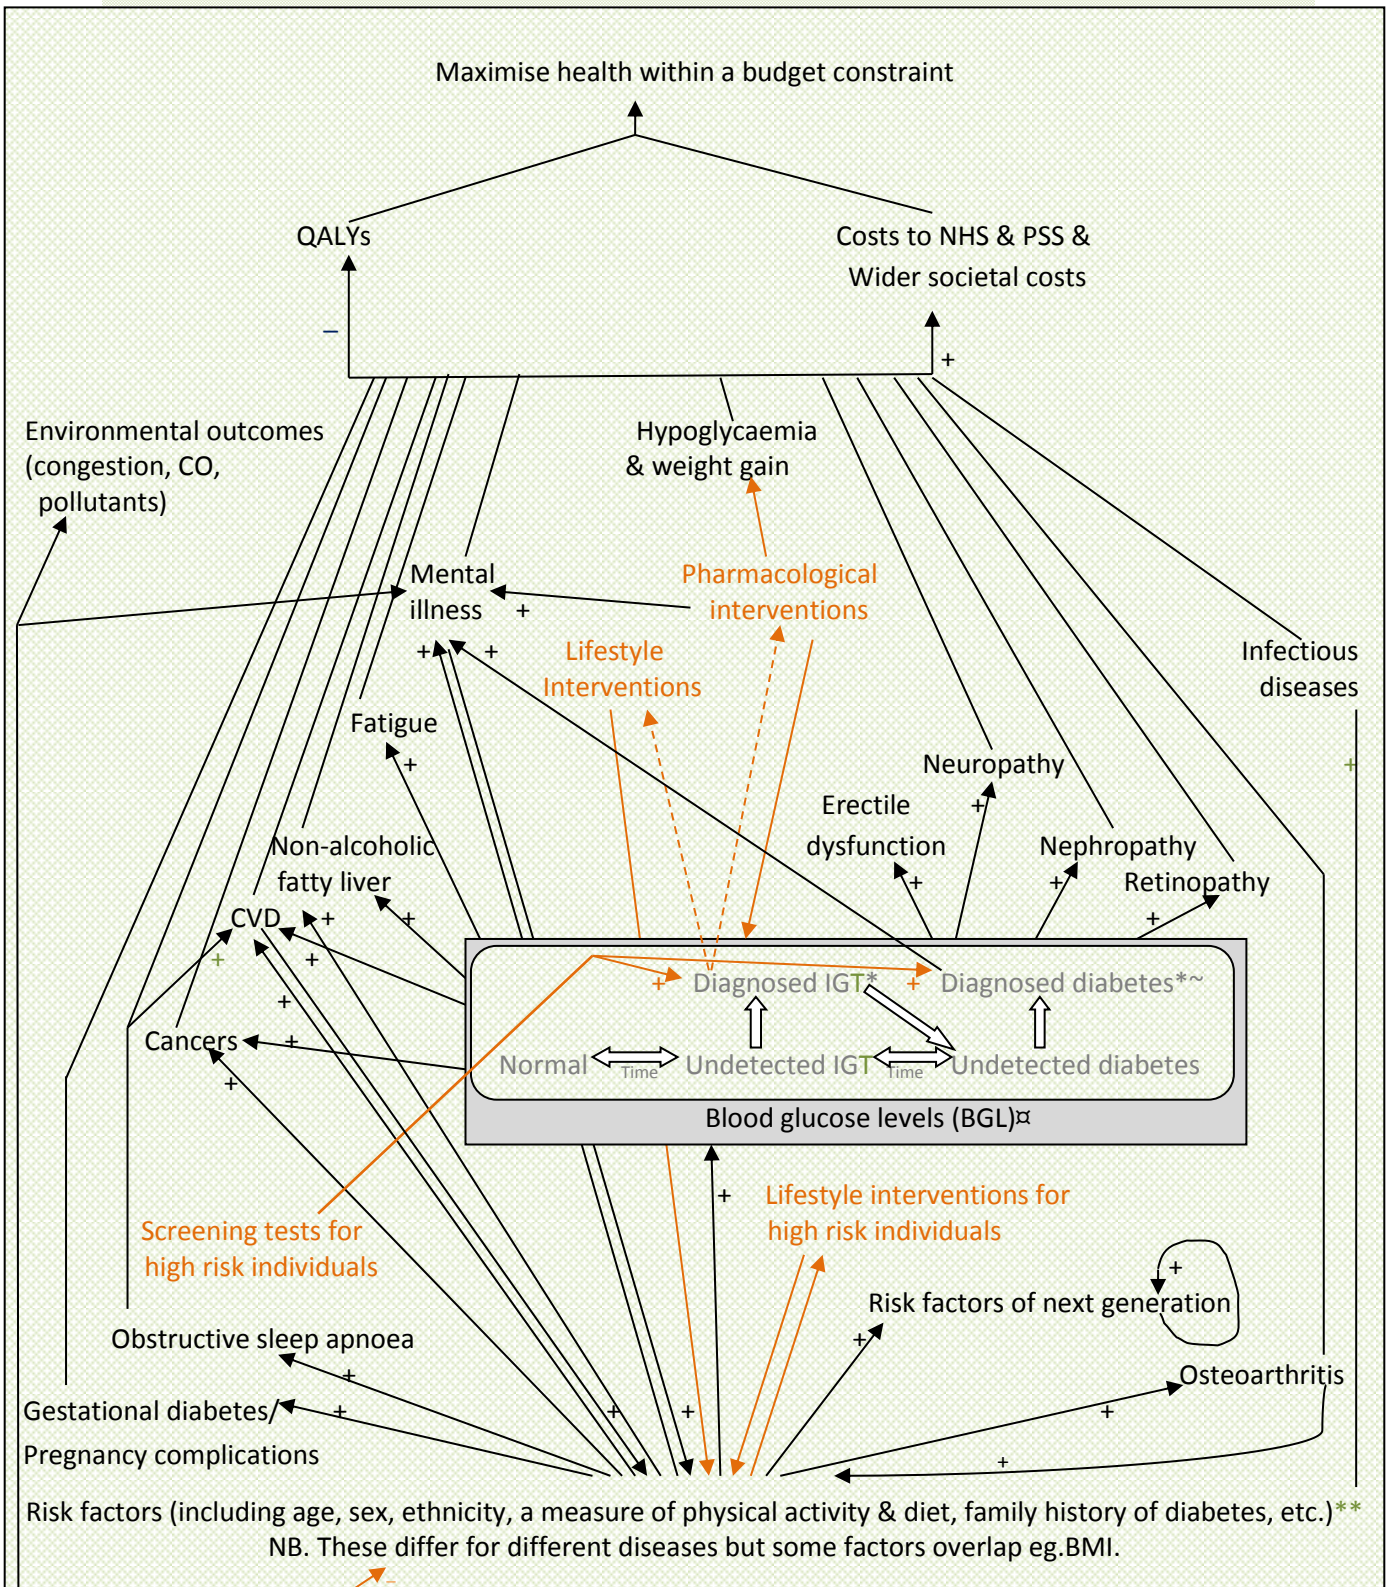 Maximise health within a budget constraint
QALYs
Costs to NHS & PSS &
Wider societal costs
–
+
Environmental outcomes
(congestion, CO,
pollutants)
Hypoglycaemia
& weight gain
Mental
illness
+
Pharmacological
interventions
+
+
Lifestyle
Interventions
Infectious
diseases
Fatigue
+
Neuropathy
+
+
Erectile
dysfunction
+
Non-alcoholic
fatty liver
+
+
Nephropathy
+
Retinopathy
+
CVD
+
+
+
Cancers
+
+
+
Diagnosed IGT*
+
Diagnosed diabetes*~
Normal
Time
Undetected IGT
Time
Undetected diabetes
Blood glucose levels (BGL)¤
+
Lifestyle interventions for
high risk individuals
Screening tests for
high risk individuals
+
Risk factors of next generation
+
Obstructive sleep apnoea
+
Osteoarthritis
Gestational diabetes/
Pregnancy complications
+
+
+
+
+
Risk factors (including age, sex, ethnicity, a measure of physical activity & diet, family history of diabetes, etc.)**
NB. These differ for different diseases but some factors overlap eg.BMI.
–